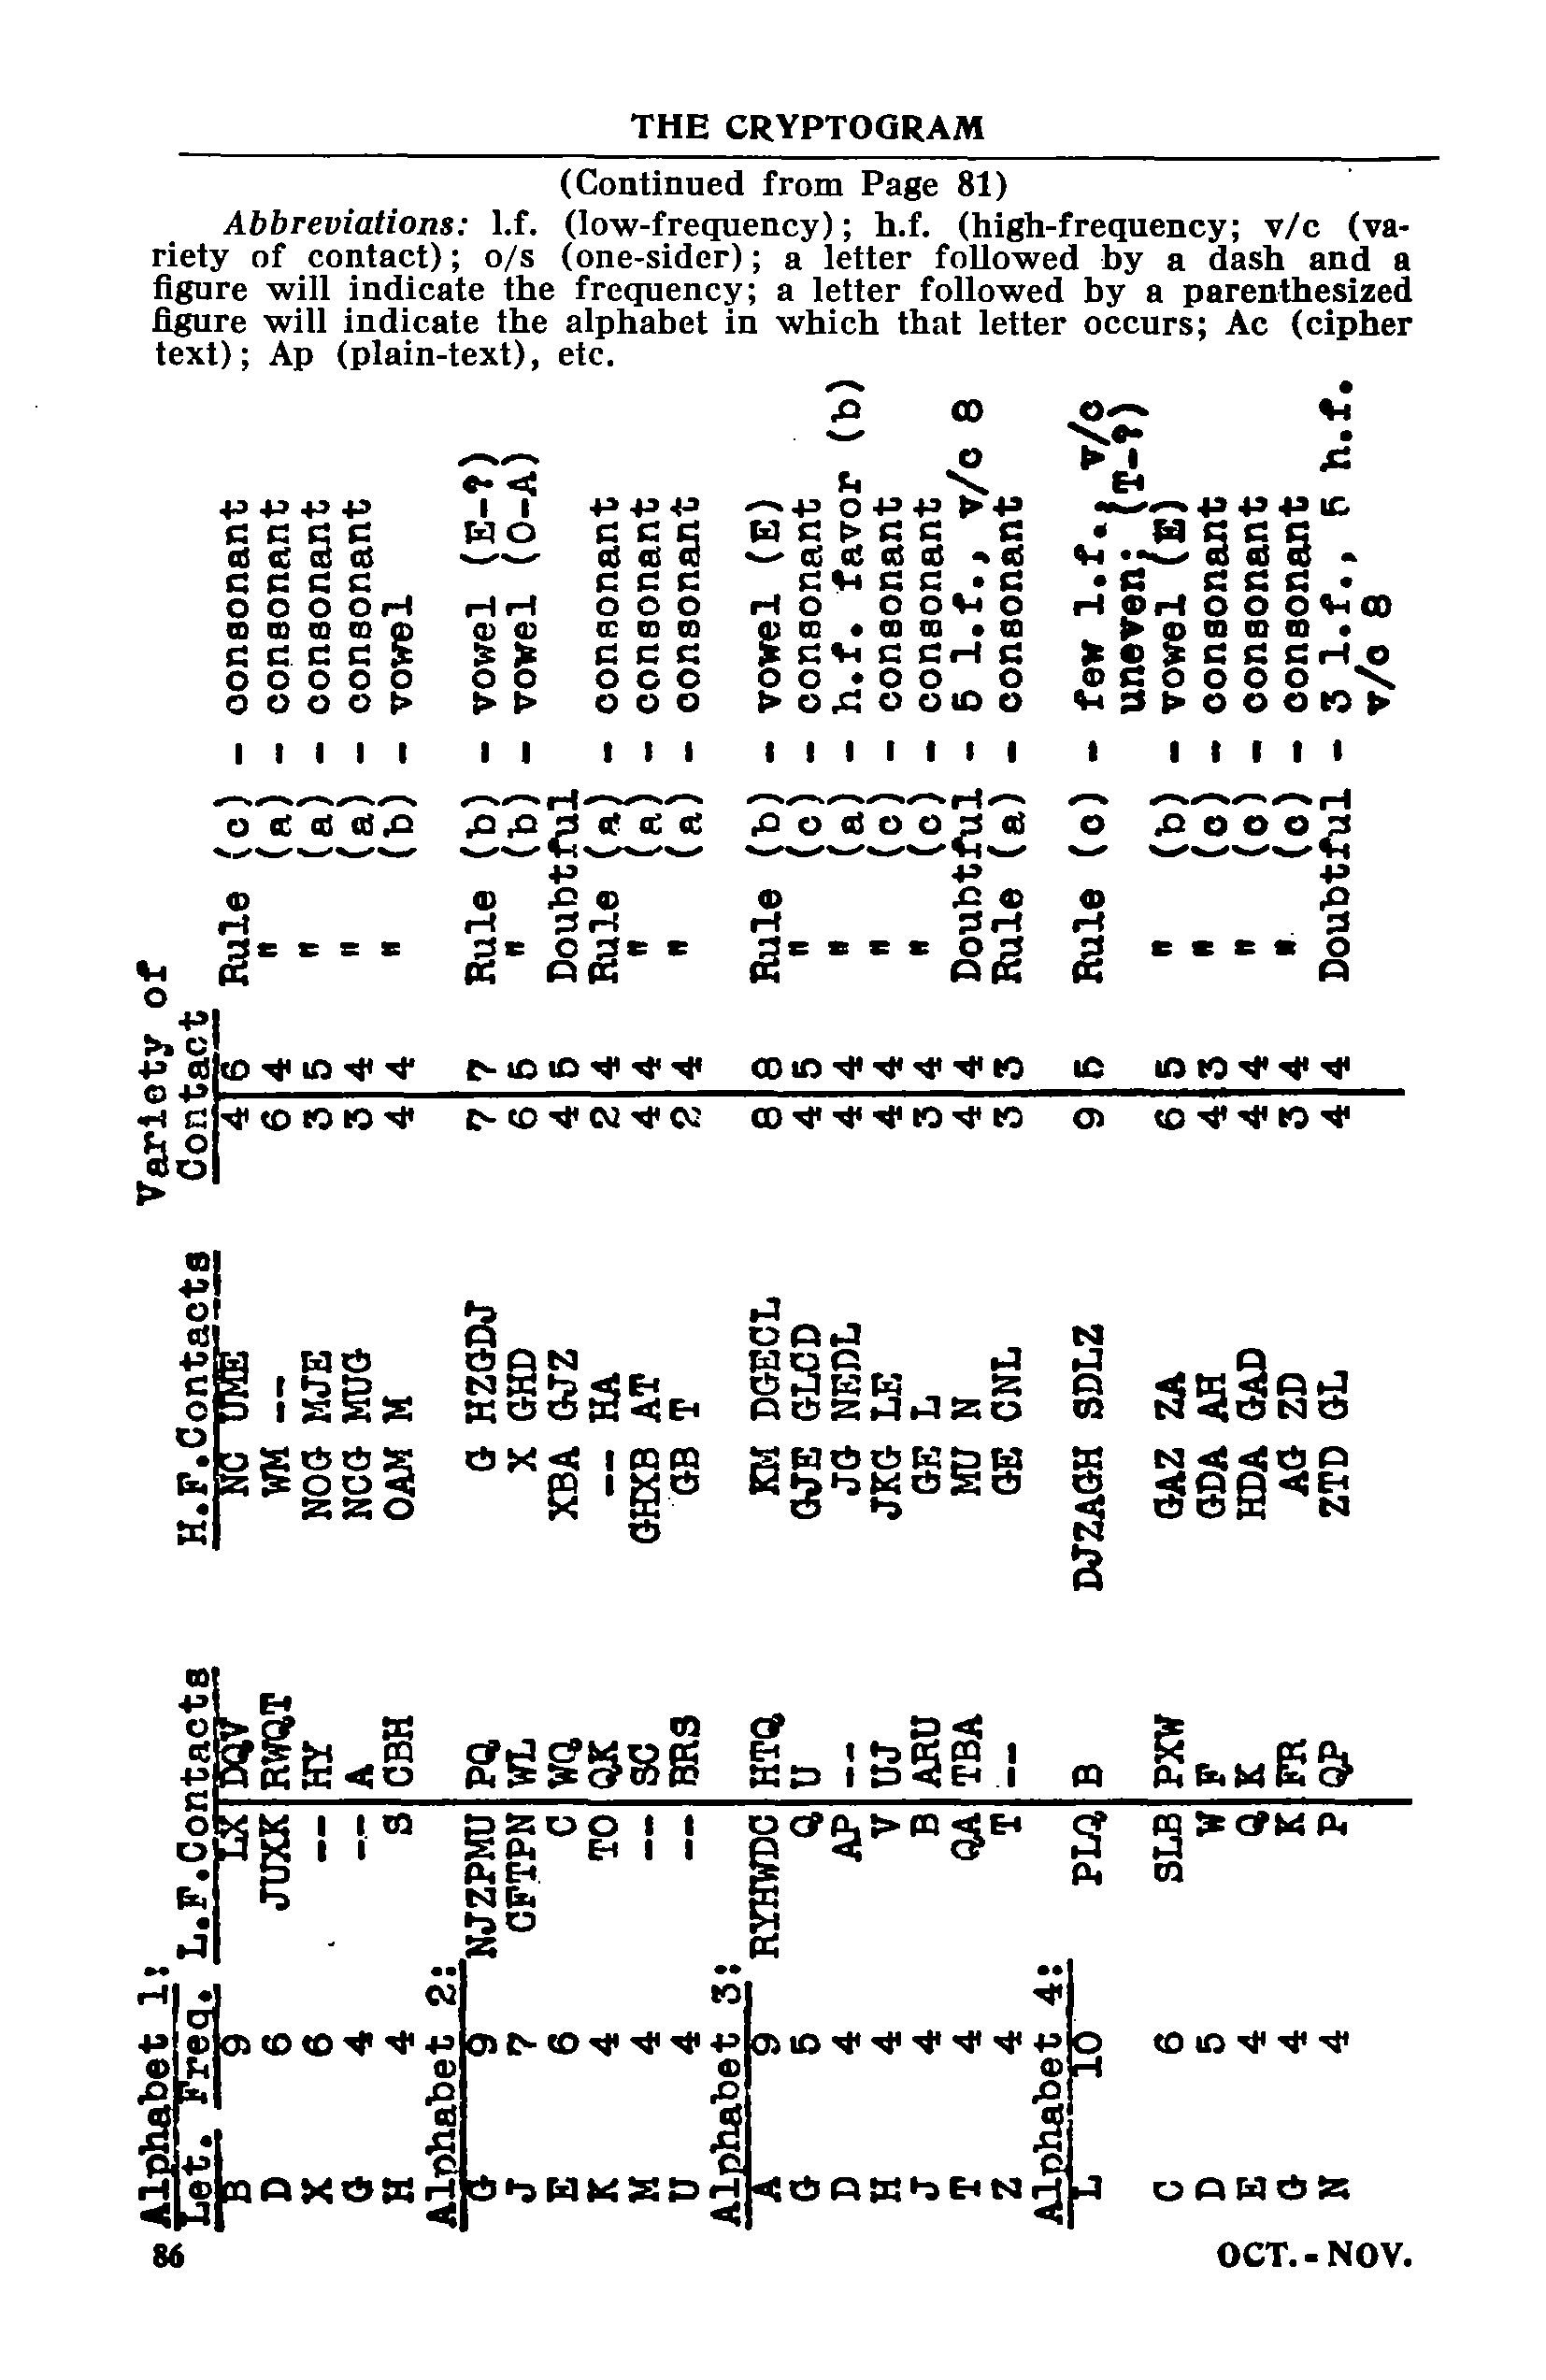 THE CRYPTOGRAM
(Continued from Page 81)
Abbreviations: l.f. (low-frequency); h.f. (high-frequency; v/c (va-
riety of contact); o/s (one-sider); a letter followed by a dash and a
figure will indicate the frequency; a letter followed by a parenthesized
figure will indicate the alphabet in which that letter occurs; Ac (cipher
text); Ap (plain-text), etc.
Alphabet 1: Variety of
Let. Freq. L.F.Contacts H.F.Contacts Contact
B 9 LX DQV NC UME 4 6 Rule (c) - consonant
D 6 JUXK RWQT WM -- 6 4 " (a) - consonant
X 6 -- HY NOG MJE 3 5 " (a) - consonant
G 4 -- A NCG MUG 3 4 " (a) - consonant
H 4 S CBH OAM M 4 4 " (b) - vowel
Alphabet 2:
G 9 NJZPMU PQ G HZGDJ 7 7 Rule (b) - vowel (E-?)
J 7 CFTPN WL X GHD 6 5 " (b) - vowel (O-A)
E 6 C WQ XBA GJZ 4 5 Doubtful
K 4 TO QK -- HA 2 4 Rule (a) - consonant
M 4 -- SC GHXB AT 4 4 " (a) - consonant
U 4 -- BRS GB T 2 4 " (a) - consonant
Alphabet 3:
A 9 RYHWDC HTQ KM DGECL 8 8 Rule (b) - vowel (E)
G 5 Q U GJE GLCD 4 5 " (c) - consonant
D 4 AP -- JG NEDL 4 4 " (a) - h.f. favor (b)
H 4 V UJ JKG LE 4 4 " (c) - consonant
J 4 B ARU GE L 3 4 " (c) - consonant
T 4 QA TBA MU N 4 4 Doubtful - 5 l.f., v/c 8
Z 4 T -- GE CNL 3 3 Rule (a) - consonant
Alphabet 4:
L 10 PLQ B DJZAGH SDLZ 9 5 Rule (c) - few l.f.; v/c
uneven; (T-?)
C 6 SLB PXW GAZ ZA 6 5 " (b) - vowel (E)
D 5 W F GDA AH 4 3 " (c) - consonant
E 4 Q K HDA GAD 4 4 " (c) - consonant
G 4 K FR AG ZD 3 4 " (c) - consonant
N 4 P QP ZTD GL 4 4 Doubtful - 3 l.f., 5 h.f.
v/c 8
86 OCT.-NOV.